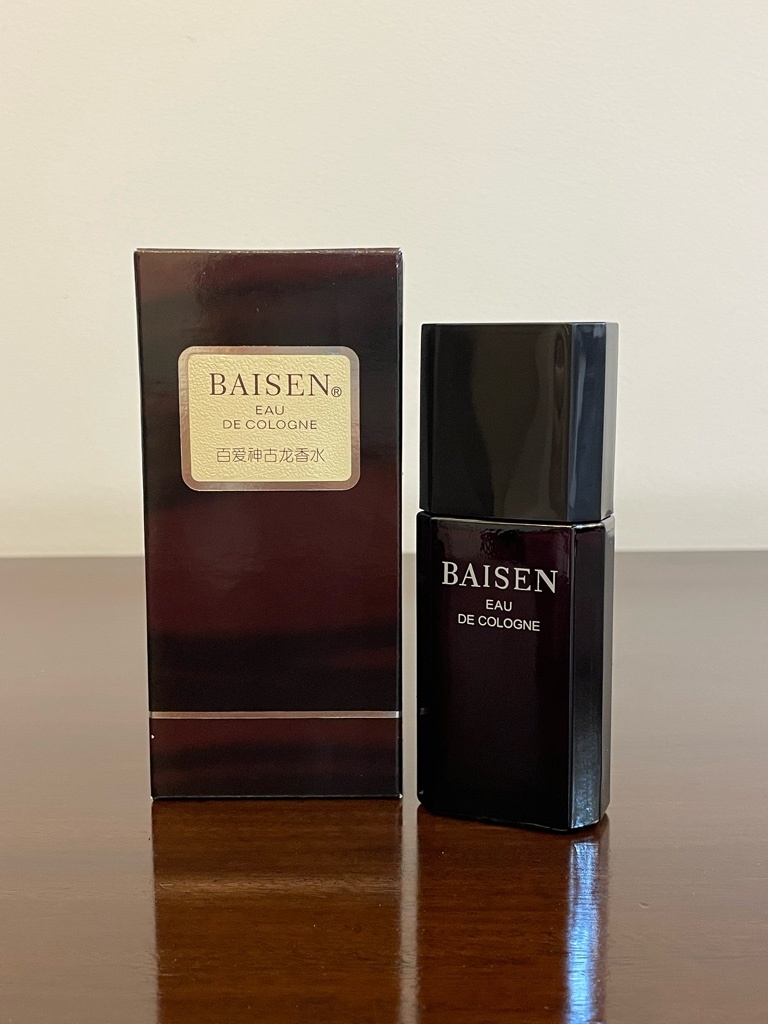 BAISEN®
EAU
DE COLOGNE
百爱神古龙香水
BAISEN
EAU
DE COLOGNE